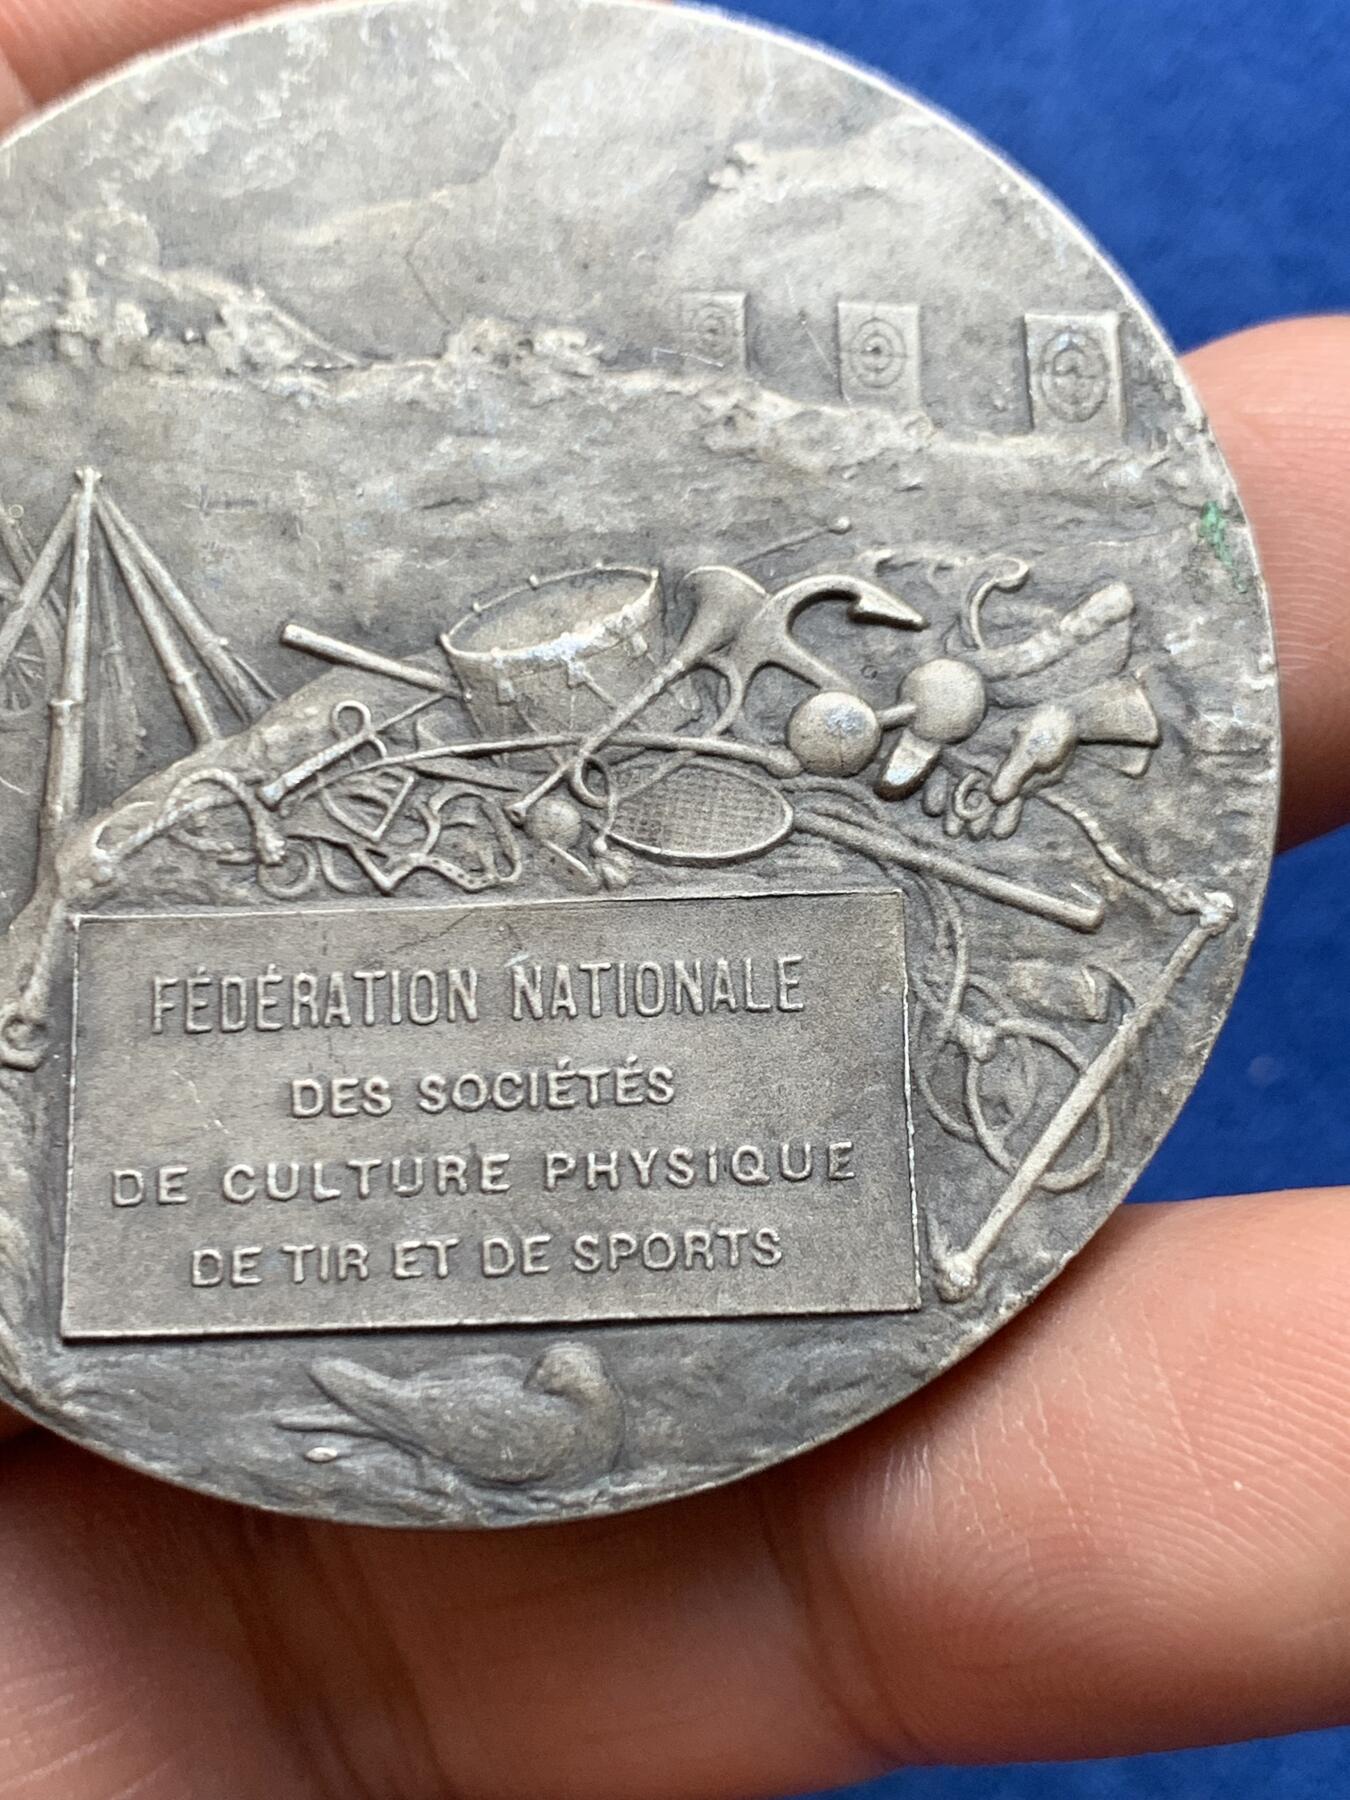 FÉDÉRATION NATIONALE
DES SOCIÉTÉS
DE CULTURE PHYSIQUE
DE TIR ET DE SPORTS